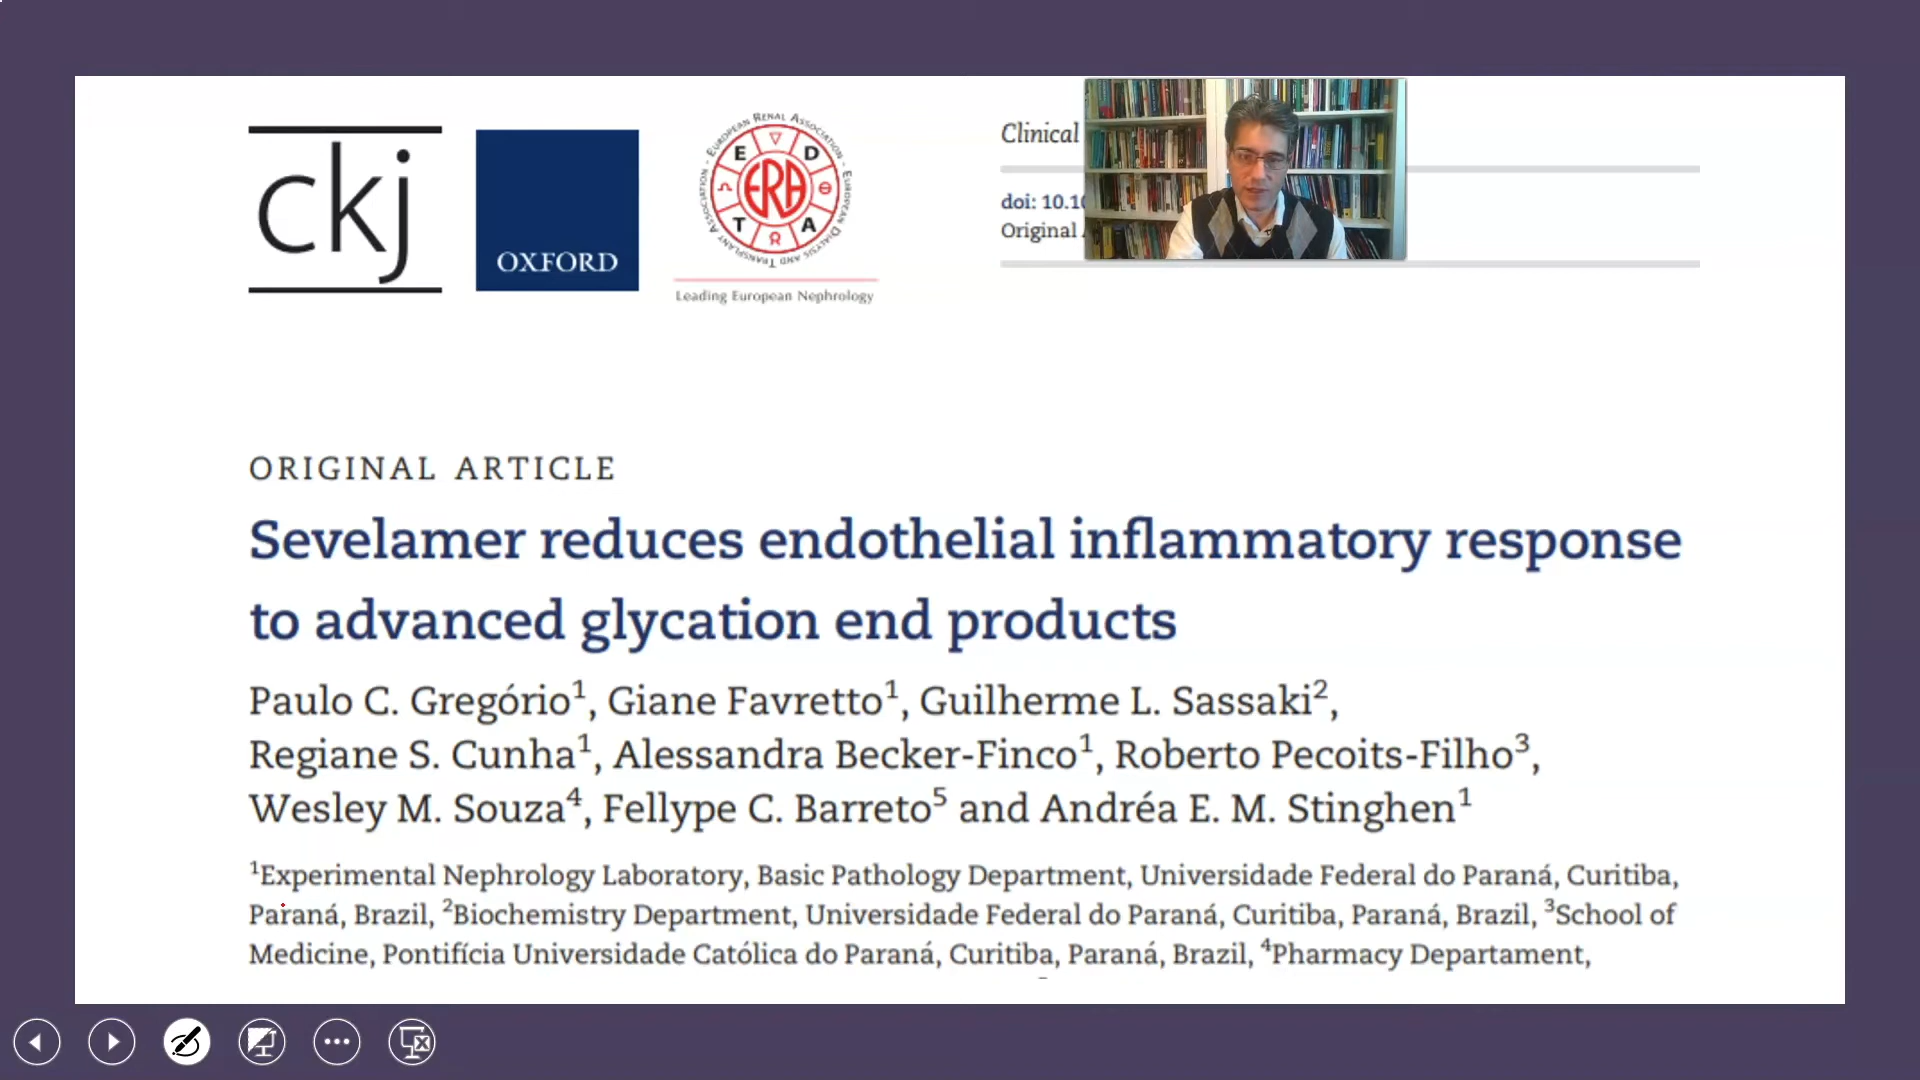 ckj
OXFORD
EUROPEAN RENAL ASSOCIATION - EUROPEAN DIALYSIS AND TRANSPLANT ASSOCIATION -
E D
ERA
T A
Leading European Nephrology
Clinical
doi: 10.10
Original
ORIGINAL ARTICLE
Sevelamer reduces endothelial inflammatory response
to advanced glycation end products
Paulo C. Gregório1, Giane Favretto1, Guilherme L. Sassaki2,
Regiane S. Cunha1, Alessandra Becker-Finco1, Roberto Pecoits-Filho3,
Wesley M. Souza4, Fellype C. Barreto5 and Andréa E. M. Stinghen1
1Experimental Nephrology Laboratory, Basic Pathology Department, Universidade Federal do Paraná, Curitiba,
Paraná, Brazil, 2Biochemistry Department, Universidade Federal do Paraná, Curitiba, Paraná, Brazil, 3School of
Medicine, Pontifícia Universidade Católica do Paraná, Curitiba, Paraná, Brazil, 4Pharmacy Departament,